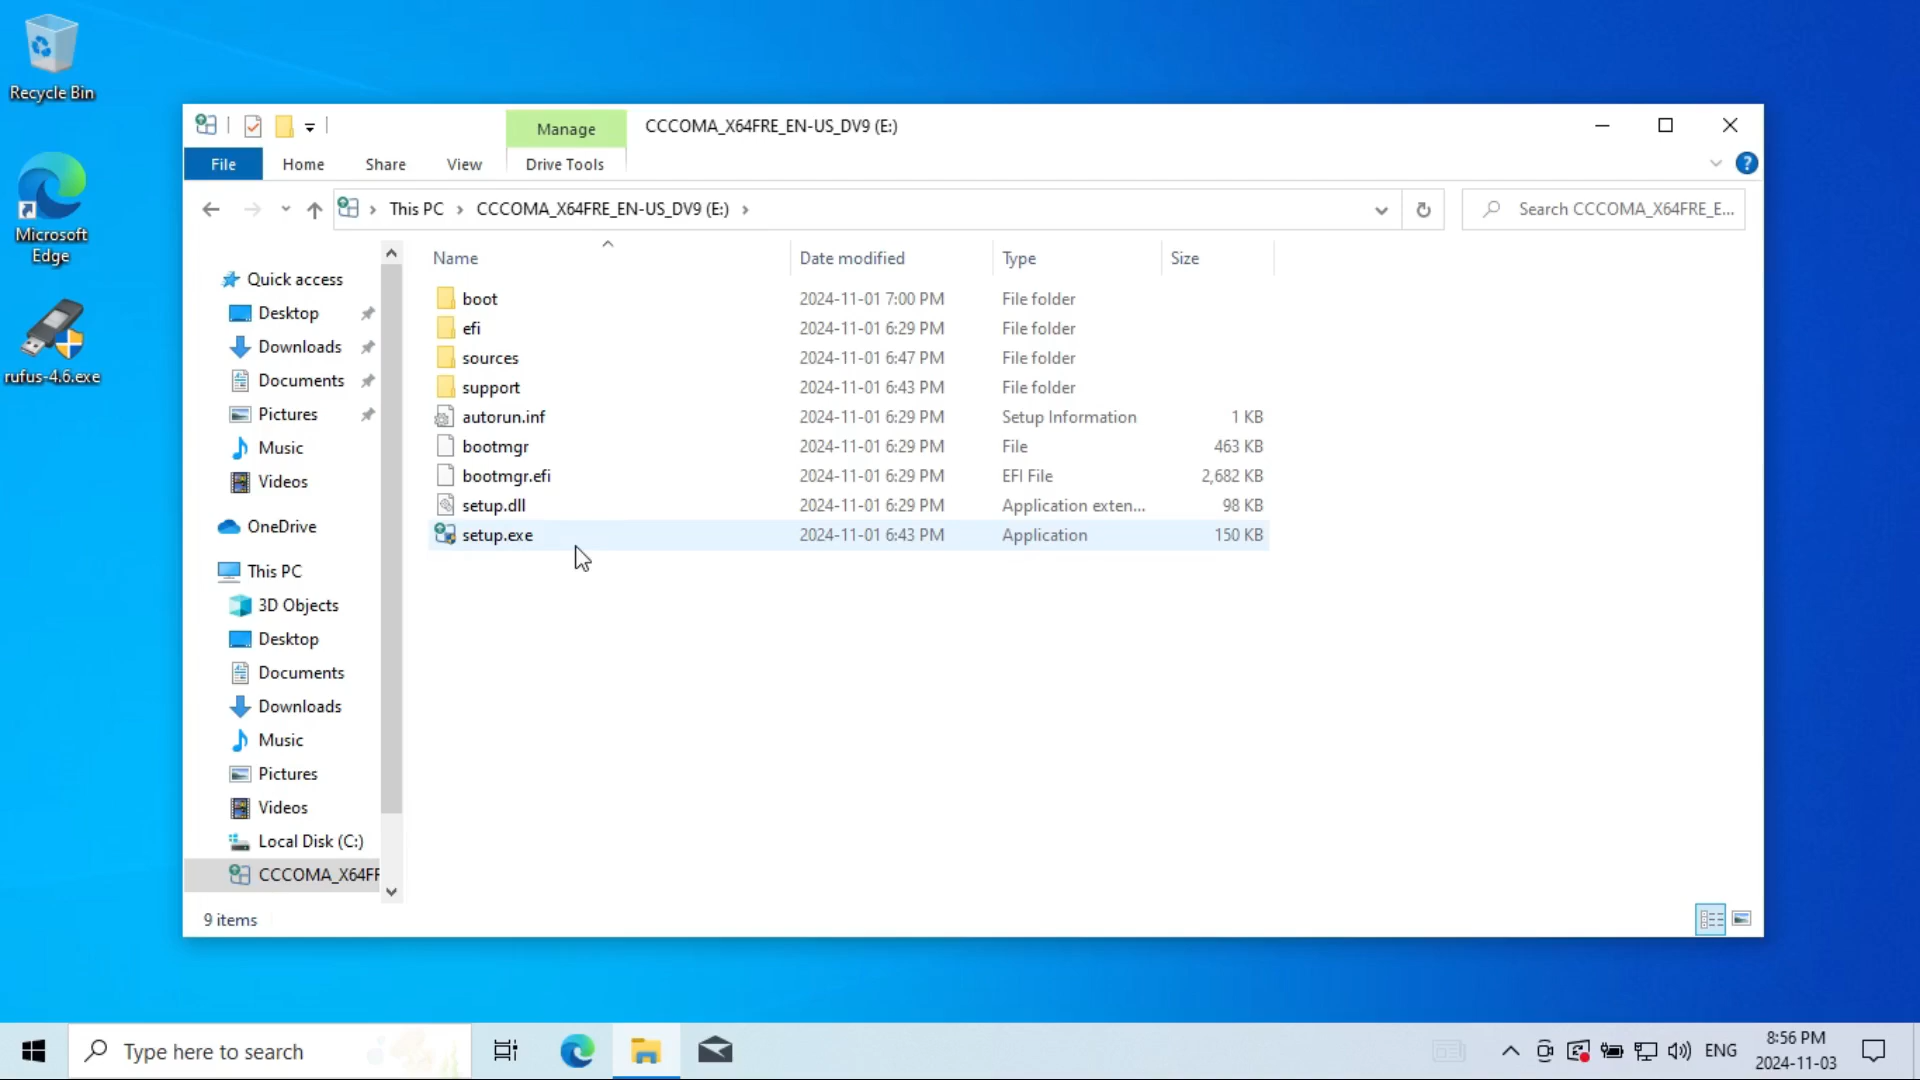 Recycle Bin
Microsoft
Edge
rufus-4.6.exe
Manage
CCCOMA_X64FRE_EN-US_DV9 (E:)
File
Home
Share
View
Drive Tools
This PC
CCCOMA_X64FRE_EN-US_DV9 (E:)
Search CCCOMA_X64FRE_E...
Quick access
Desktop
Downloads
Documents
Pictures
Music
Videos
OneDrive
This PC
3D Objects
Desktop
Documents
Downloads
Music
Pictures
Videos
Local Disk (C:)
CCCOMA_X64FF
Name Date modified Type Size
boot 2024-11-01 7:00 PM File folder
efi 2024-11-01 6:29 PM File folder
sources 2024-11-01 6:47 PM File folder
support 2024-11-01 6:43 PM File folder
autorun.inf 2024-11-01 6:29 PM Setup Information 1 KB
bootmgr 2024-11-01 6:29 PM File 463 KB
bootmgr.efi 2024-11-01 6:29 PM EFI File 2,682 KB
setup.dll 2024-11-01 6:29 PM Application exten... 98 KB
setup.exe 2024-11-01 6:43 PM Application 150 KB
9 items
Type here to search
ENG
8:56 PM
2024-11-03